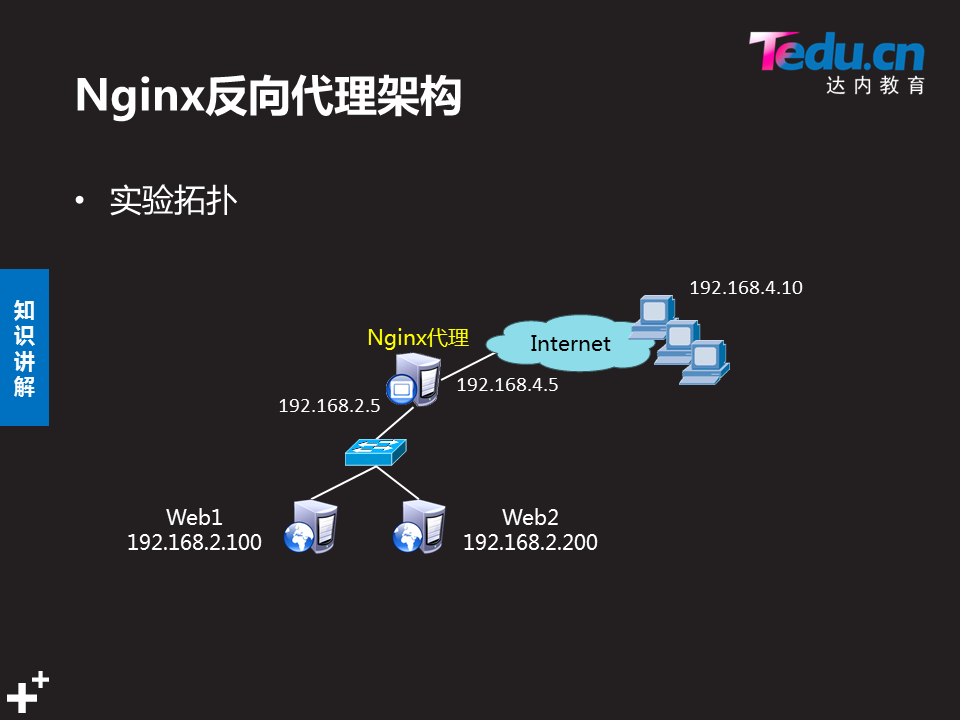 Tedu.cn
达内教育
Nginx反向代理架构
• 实验拓扑
知
识
讲
解
192.168.4.10
Nginx代理
Internet
192.168.4.5
192.168.2.5
Web1
192.168.2.100
Web2
192.168.2.200